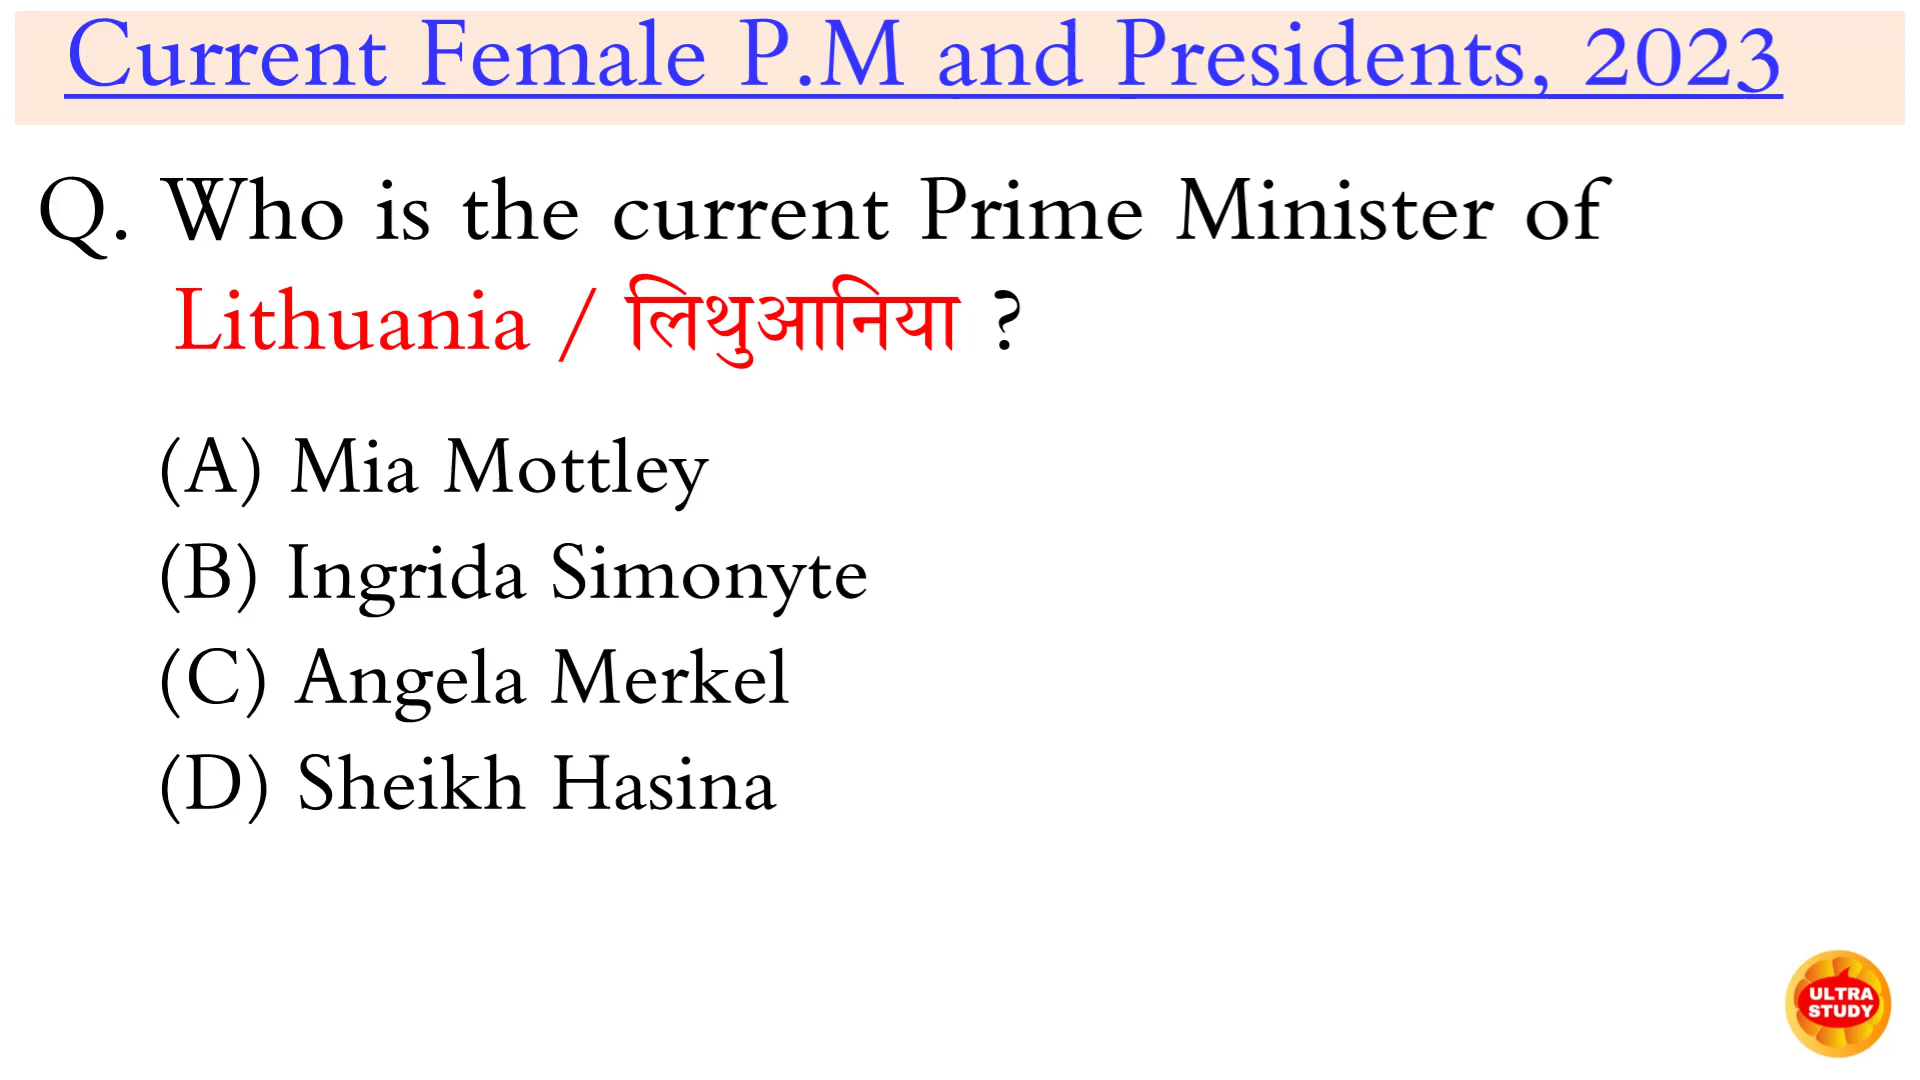 Current Female P.M and Presidents, 2023
Q. Who is the current Prime Minister of
Lithuania / लिथुआनिया ?
(A) Mia Mottley
(B) Ingrida Simonyte
(C) Angela Merkel
(D) Sheikh Hasina
ULTRA
STUDY